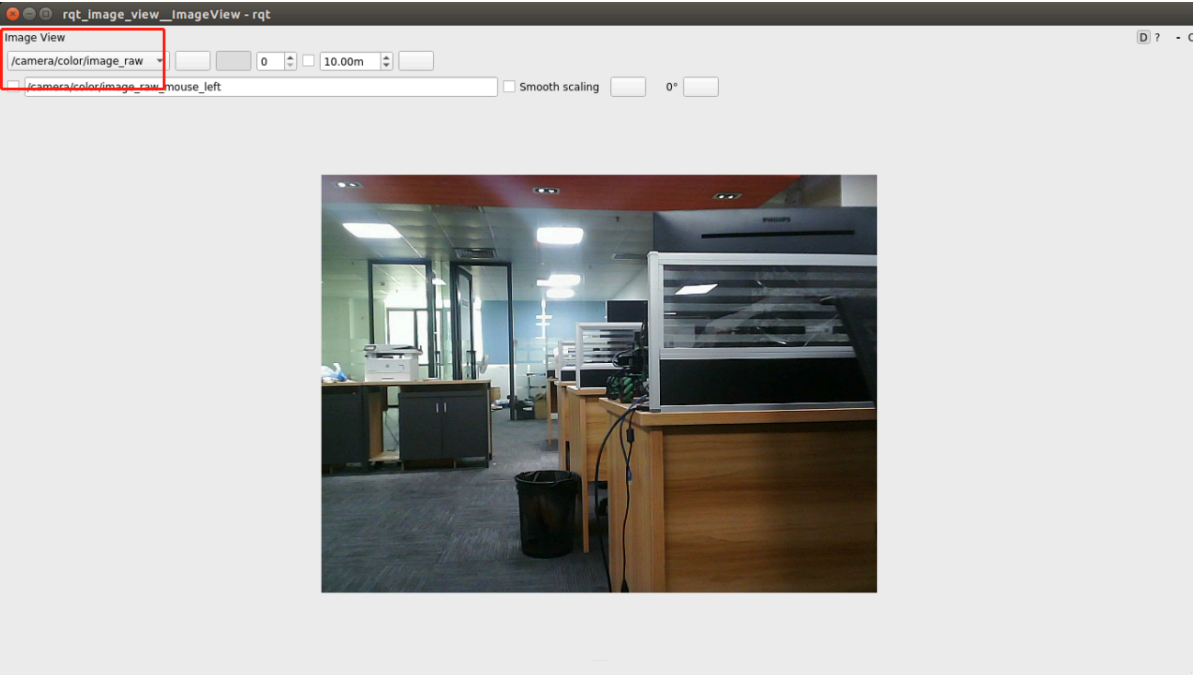 rqt_image_view__ImageView - rqt
Image View
D ? - O
/camera/color/image_raw 0 10.00m
/camera/color/image_raw_mouse_left Smooth scaling 0°
PHILIPS